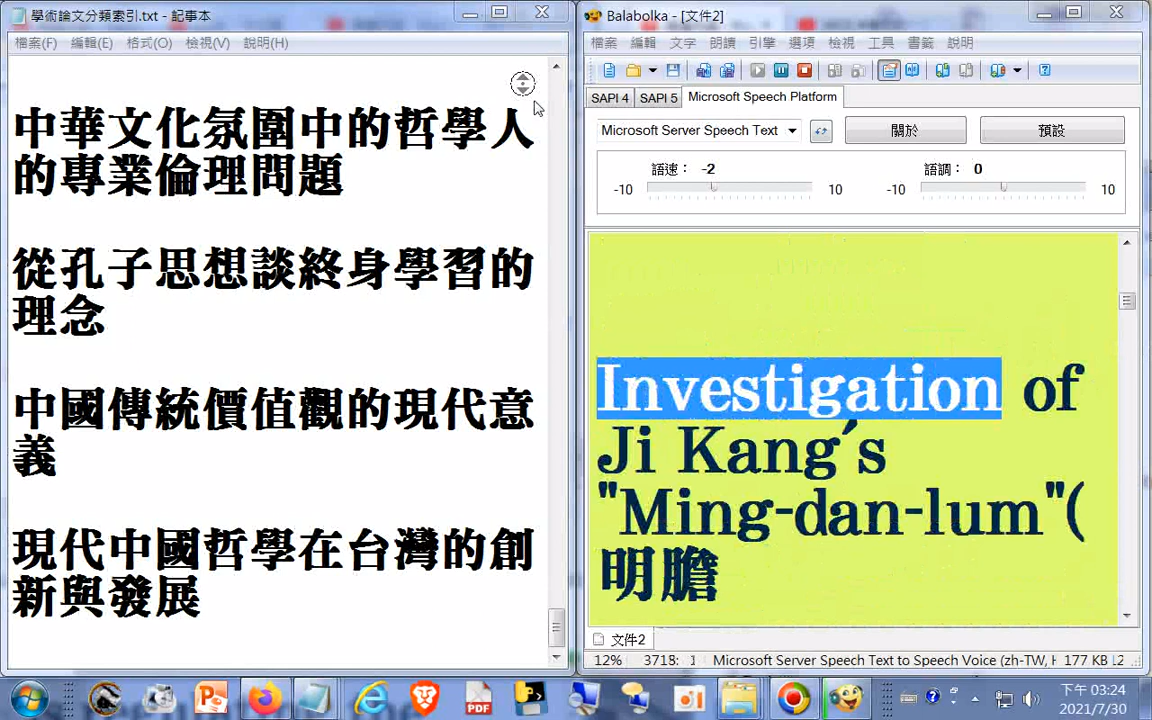 學術論文分類索引.txt - 記事本
檔案(F) 編輯(E) 格式(O) 檢視(V) 說明(H)
中華文化氛圍中的哲學人
的專業倫理問題
從孔子思想談終身學習的
理念
中國傳統價值觀的現代意
義
現代中國哲學在台灣的創
新與發展
Balabolka - [文件2]
檔案 編輯 文字 朗讀 引擎 選項 檢視 工具 書籤 說明
SAPI 4 SAPI 5 Microsoft Speech Platform
Microsoft Server Speech Text 關於 預設
語速： -2 語調： 0
-10 10 -10 10
Investigation of
Ji Kang's
"Ming-dan-lum"(
明膽
文件2
12% 3718: 1 Microsoft Server Speech Text to Speech Voice (zh-TW, H 177 KB
下午 03:24
2021/7/30